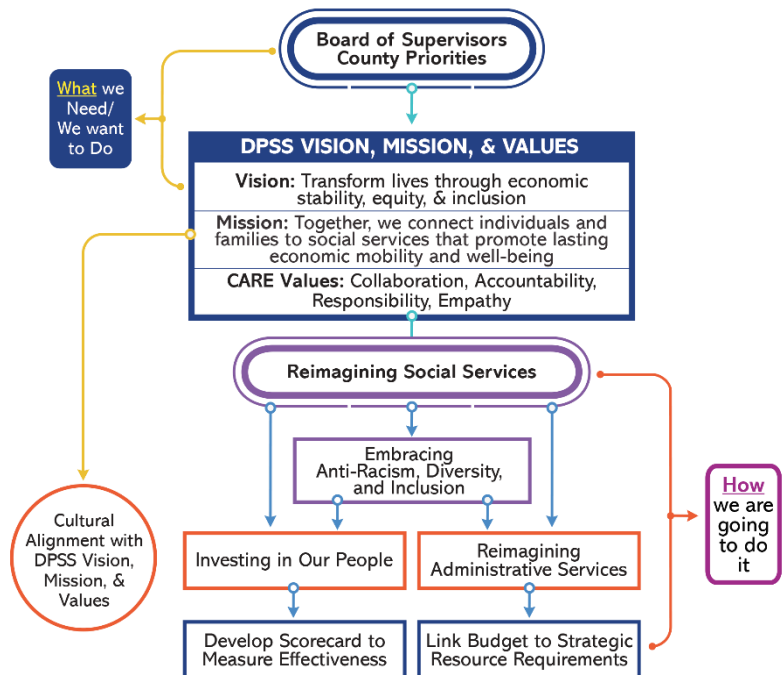 Board of Supervisors
County Priorities
What we
Need/
We want
to Do
DPSS VISION, MISSION, & VALUES
Vision: Transform lives through economic
stability, equity, & inclusion
Mission: Together, we connect individuals and
families to social services that promote lasting
economic mobility and well-being
CARE Values: Collaboration, Accountability,
Responsibility, Empathy
Reimagining Social Services
Embracing
Anti-Racism, Diversity,
and Inclusion
How
we are
going
to do
it
Cultural
Alignment with
DPSS Vision,
Mission, &
Values
Investing in Our People
Reimagining
Administrative Services
Develop Scorecard to
Measure Effectiveness
Link Budget to Strategic
Resource Requirements